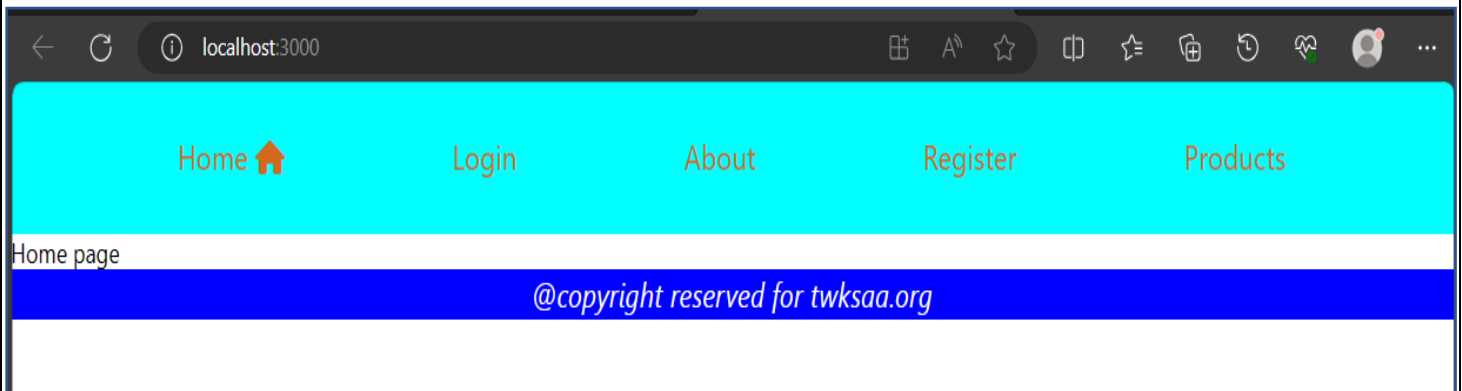 localhost:3000
Home Login About Register Products
Home page
@copyright reserved for twksaa.org